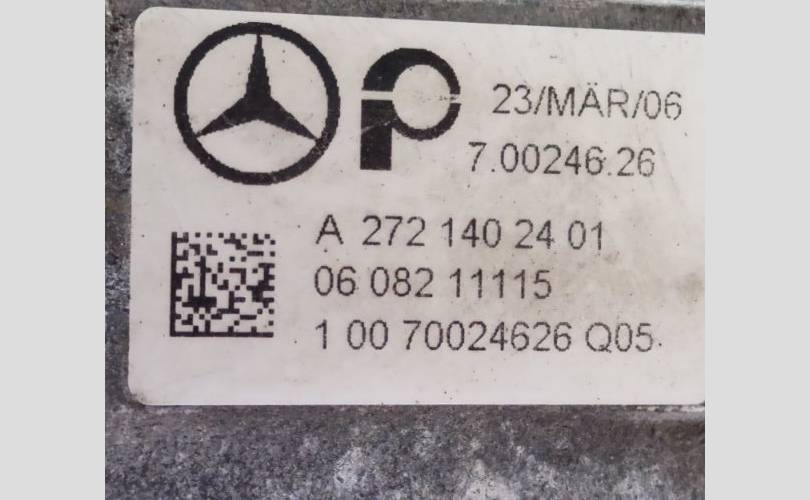 23/MÄR/06
7.00246.26
A 272 140 24 01
06 082 11115
1 00 70024626 Q05